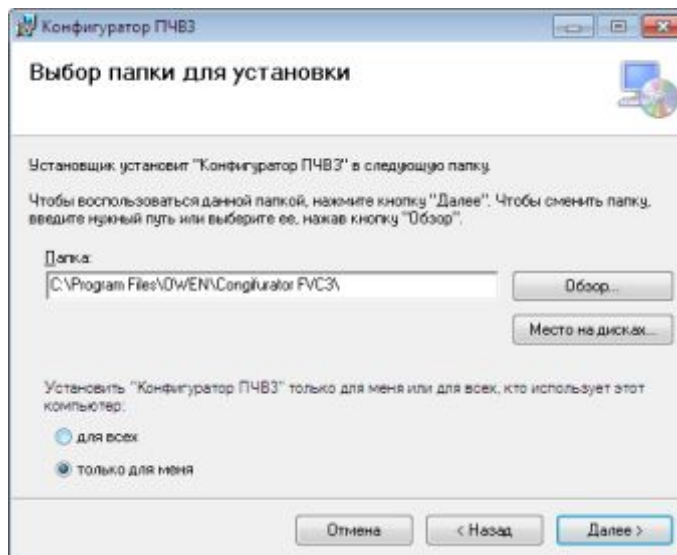 Конфигуратор ПЧВ3
Выбор папки для установки
Установщик установит "Конфигуратор ПЧВ3" в следующую папку.
Чтобы воспользоваться данной папкой, нажмите кнопку "Далее". Чтобы сменить папку,
введите нужный путь или выберите ее, нажав кнопку "Обзор".
Папка:
C:\Program Files\OWEN\Congifurator FVC3\
Обзор...
Место на дисках...
Установить "Конфигуратор ПЧВ3" только для меня или для всех, кто использует этот
компьютер:
для всех
только для меня
Отмена
< Назад
Далее >